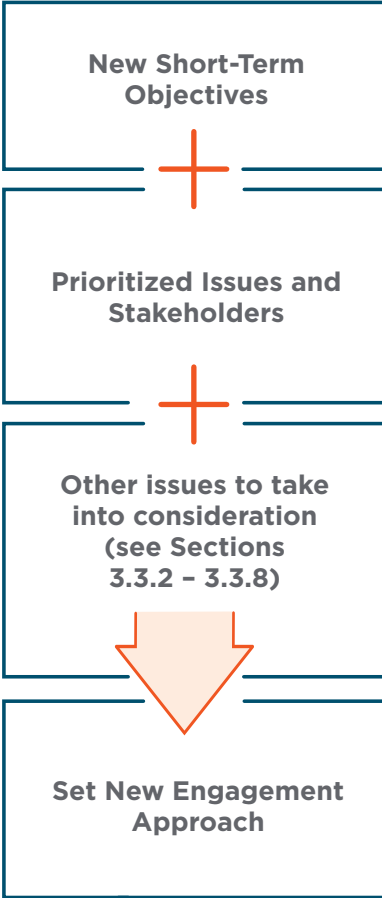 New Short-Term
Objectives
Prioritized Issues and
Stakeholders
Other issues to take
into consideration
(see Sections
3.3.2 – 3.3.8)
Set New Engagement
Approach